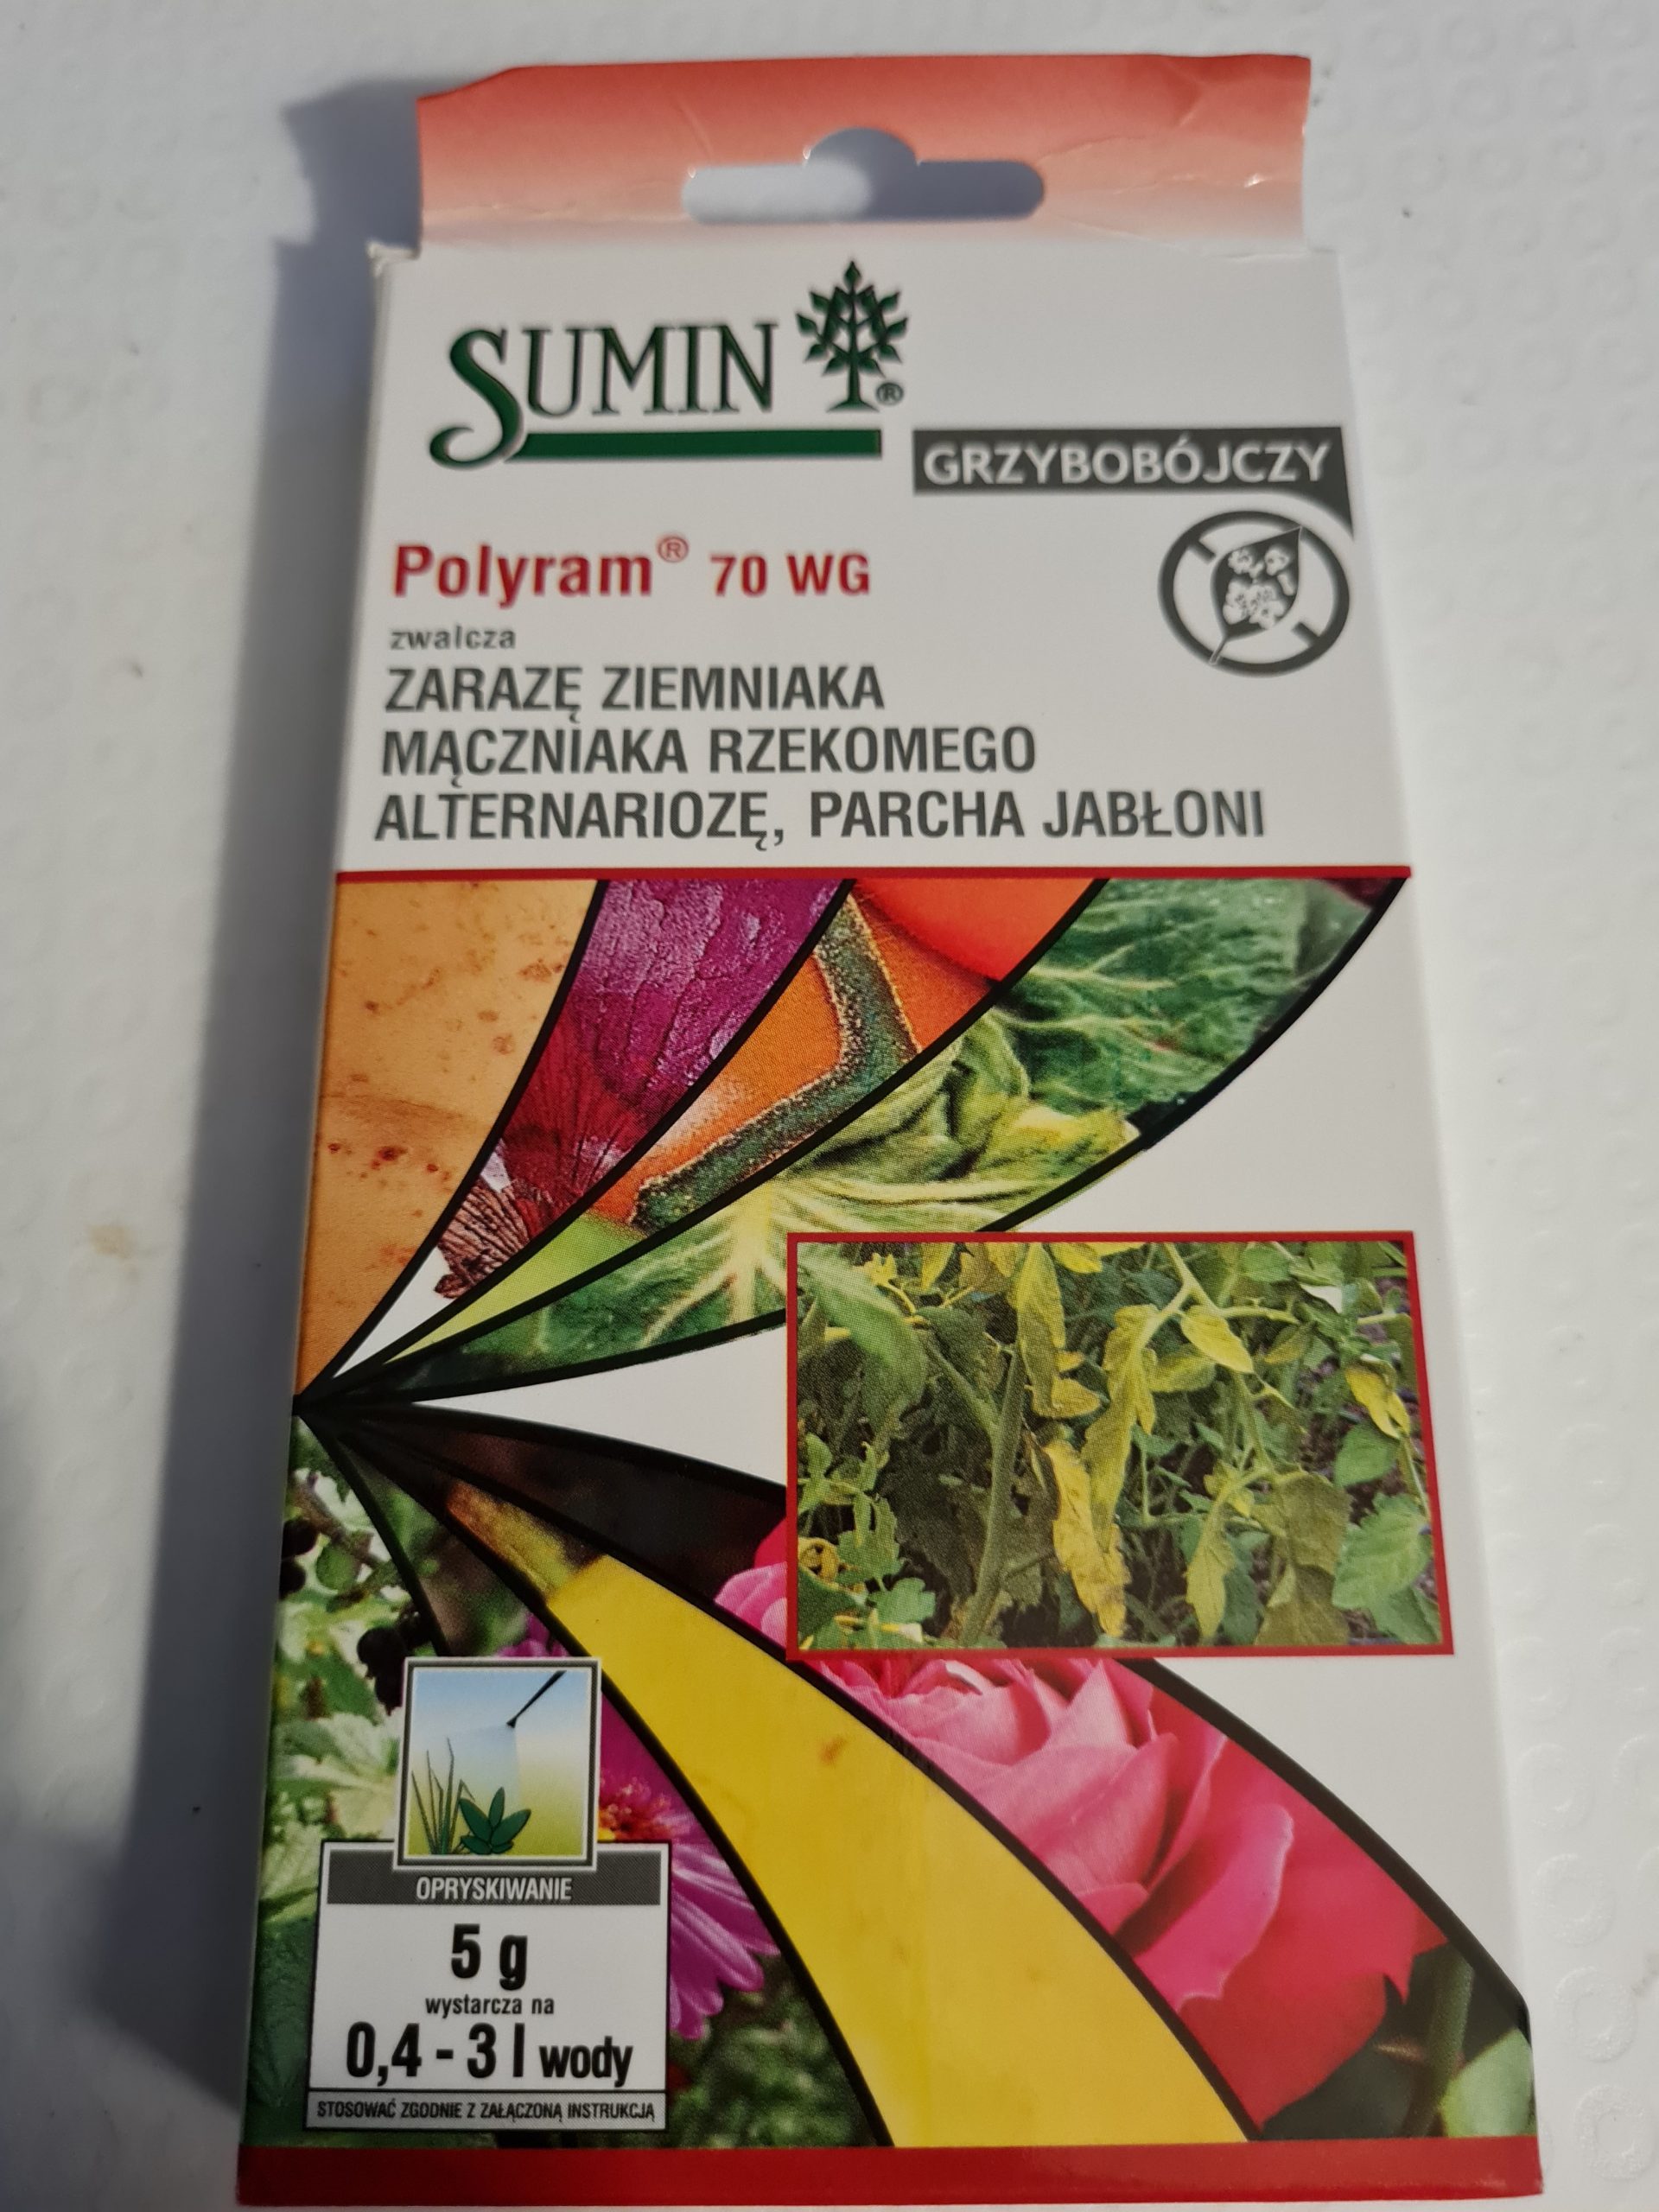 SUMIN ®
GRZYBOBÓJCZY
Polyram® 70 WG
zwalcza
ZARAZĘ ZIEMNIAKA
MĄCZNIAKA RZEKOMEGO
ALTERNARIOZĘ, PARCHA JABŁONI
OPRYSKIWANIE
5 g
wystarcza na
0,4 - 3 l wody
STOSOWAĆ ZGODNIE Z ZAŁĄCZONĄ INSTRUKCJĄ